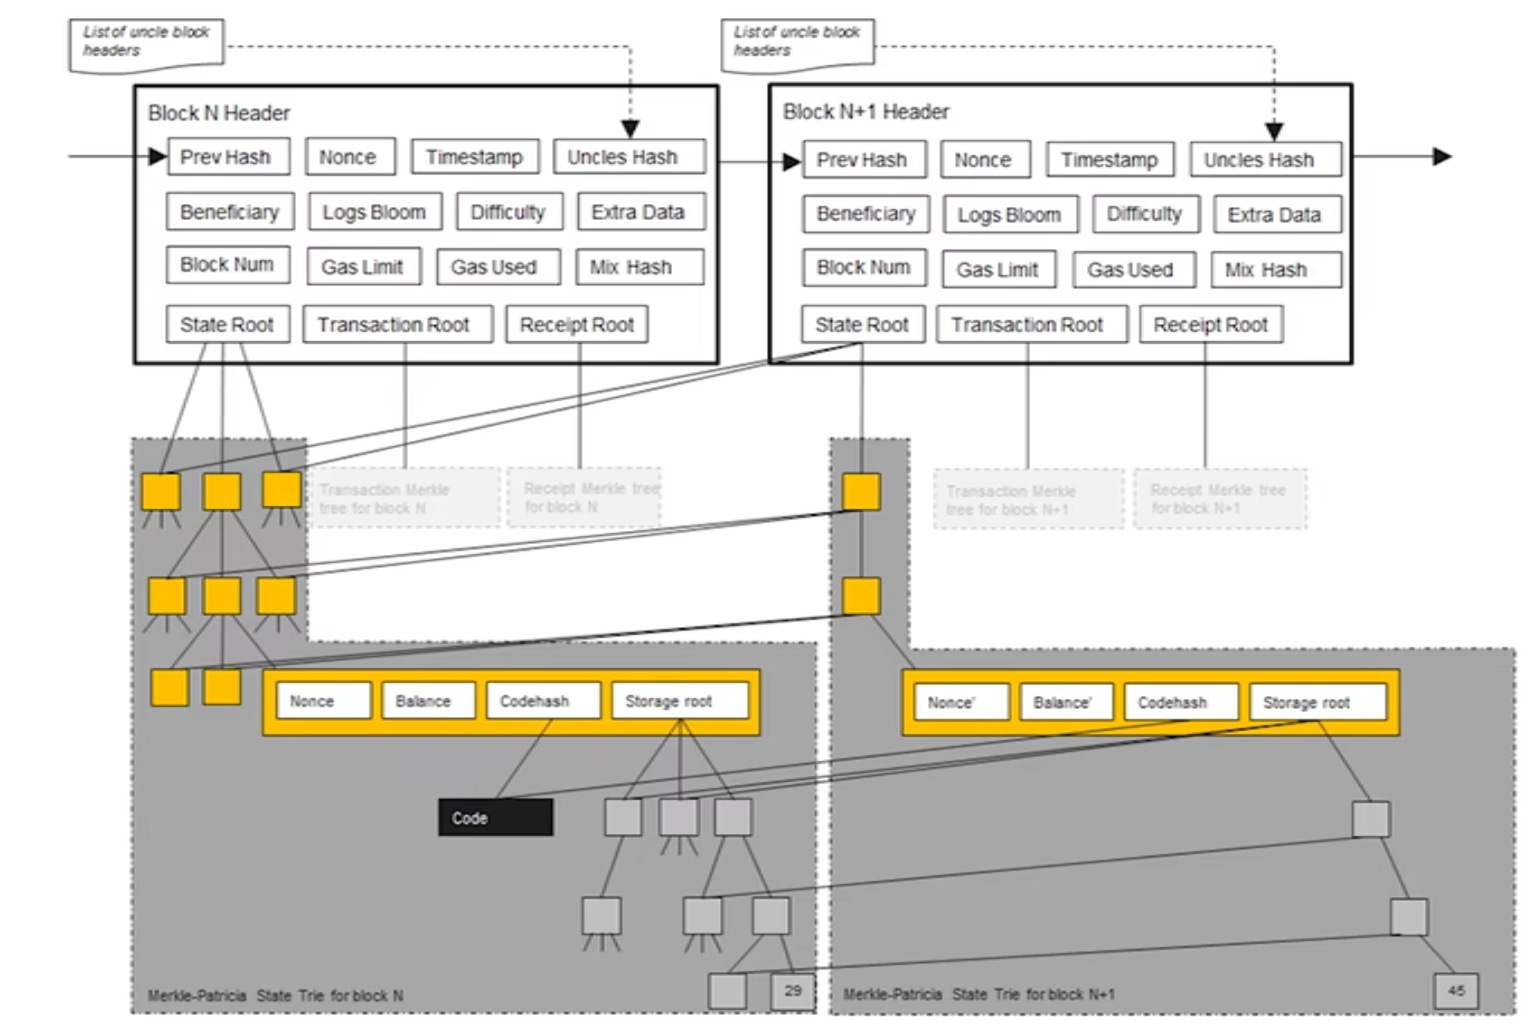 List of uncle block
headers
List of uncle block
headers
Block N Header
Prev Hash
Nonce
Timestamp
Uncles Hash
Beneficiary
Logs Bloom
Difficulty
Extra Data
Block Num
Gas Limit
Gas Used
Mix Hash
State Root
Transaction Root
Receipt Root
Block N+1 Header
Prev Hash
Nonce
Timestamp
Uncles Hash
Beneficiary
Logs Bloom
Difficulty
Extra Data
Block Num
Gas Limit
Gas Used
Mix Hash
State Root
Transaction Root
Receipt Root
Transaction Merkle
tree for block N
Receipt Merkle tree
for block N
Transaction Merkle
tree for block N+1
Receipt Merkle tree
for block N+1
Nonce
Balance
Codehash
Storage root
Nonce'
Balance'
Codehash
Storage root
Code
29
45
Merkle-Patricia State Trie for block N
Merkle-Patricia State Trie for block N+1